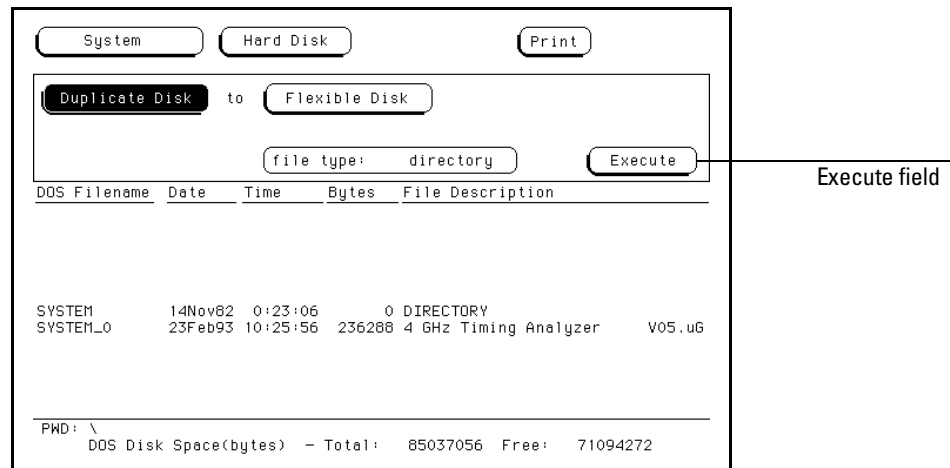 System Hard Disk Print
Duplicate Disk to Flexible Disk
file type: directory Execute
Execute field
DOS Filename Date Time Bytes File Description
SYSTEM 14Nov82 0:23:06 0 DIRECTORY
SYSTEM_0 23Feb93 10:25:56 236288 4 GHz Timing Analyzer V05.uG
PWD: \
DOS Disk Space(bytes) - Total: 85037056 Free: 71094272